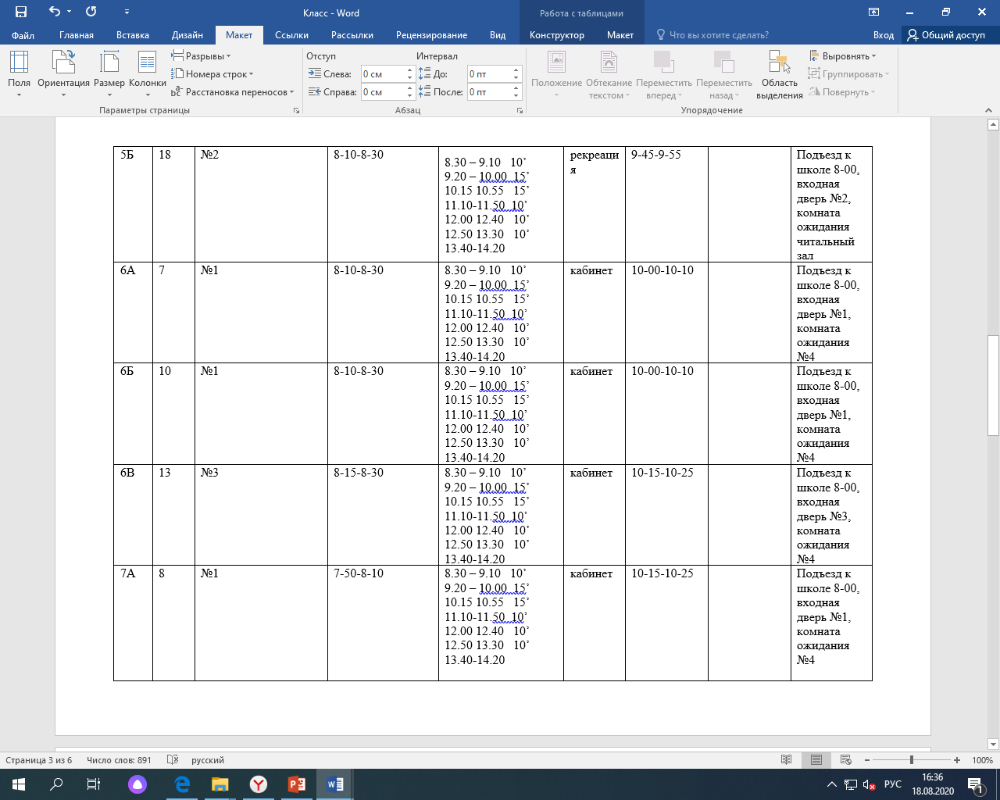 Класс - Word
Работа с таблицами
Файл Главная Вставка Дизайн Макет Ссылки Рассылки Рецензирование Вид Конструктор Макет Что вы хотите сделать? Вход Общий доступ
Поля
Ориентация
Размер
Колонки
Разрывы
Номера строк
Расстановка переносов
Параметры страницы
Отступ
Слева: 0 см
Справа: 0 см
Интервал
До: 0 пт
После: 0 пт
Абзац
Положение
Обтекание
текстом
Переместить
вперед
Переместить
назад
Область
выделения
Выровнять
Группировать
Повернуть
Упорядочение
5Б 18 №2 8-10-8-30
8.30 – 9.10 10’
9.20 – 10.00 15’
10.15 10.55 15’
11.10-11.50 10’
12.00 12.40 10’
12.50 13.30 10’
13.40-14.20
рекреаци
я
9-45-9-55
Подъезд к
школе 8-00,
входная
дверь №2,
комната
ожидания
читальный
зал
6А 7 №1 8-10-8-30
8.30 – 9.10 10’
9.20 – 10.00 15’
10.15 10.55 15’
11.10-11.50 10’
12.00 12.40 10’
12.50 13.30 10’
13.40-14.20
кабинет
10-00-10-10
Подъезд к
школе 8-00,
входная
дверь №1,
комната
ожидания
№4
6Б 10 №1 8-10-8-30
8.30 – 9.10 10’
9.20 – 10.00 15’
10.15 10.55 15’
11.10-11.50 10’
12.00 12.40 10’
12.50 13.30 10’
13.40-14.20
кабинет
10-00-10-10
Подъезд к
школе 8-00,
входная
дверь №1,
комната
ожидания
№4
6В 13 №3 8-15-8-30
8.30 – 9.10 10’
9.20 – 10.00 15’
10.15 10.55 15’
11.10-11.50 10’
12.00 12.40 10’
12.50 13.30 10’
13.40-14.20
кабинет
10-15-10-25
Подъезд к
школе 8-00,
входная
дверь №3,
комната
ожидания
№4
7А 8 №1 7-50-8-10
8.30 – 9.10 10’
9.20 – 10.00 15’
10.15 10.55 15’
11.10-11.50 10’
12.00 12.40 10’
12.50 13.30 10’
13.40-14.20
кабинет
10-15-10-25
Подъезд к
школе 8-00,
входная
дверь №1,
комната
ожидания
№4
Страница 3 из 6 Число слов: 891 русский 100%
РУС
16:36
18.08.2020
1